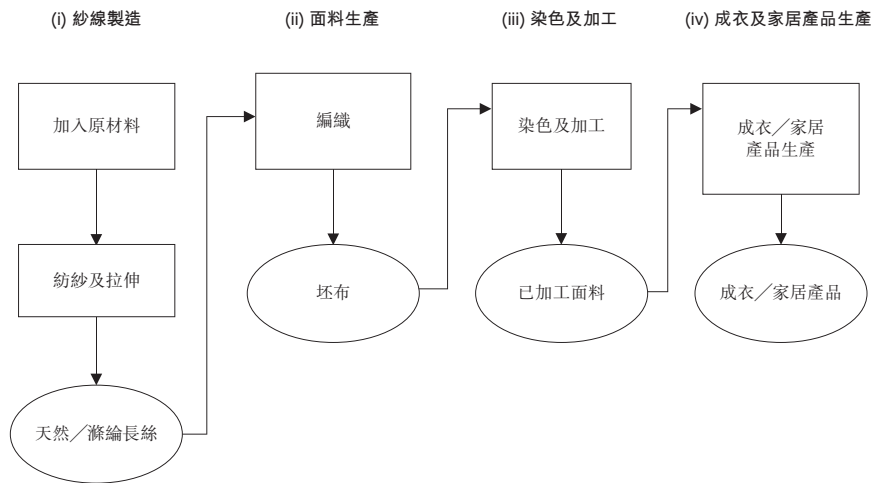 (i) 紗線製造
(ii) 面料生產
(iii) 染色及加工
(iv) 成衣及家居產品生產
加入原材料
編織
染色及加工
成衣／家居
產品生產
紡紗及拉伸
坯布
已加工面料
成衣／家居產品
天然／滌綸長絲